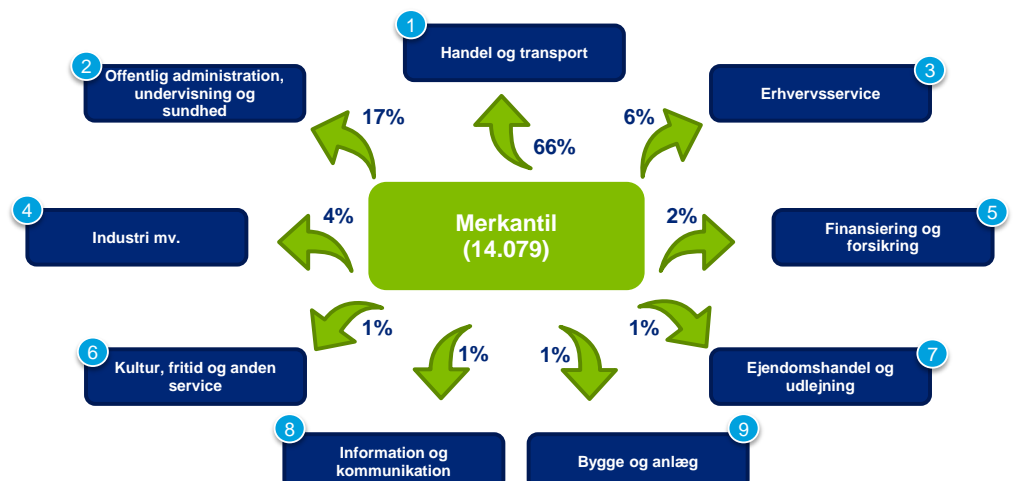 1
Handel og transport
2
Offentlig administration,
undervisning og
sundhed
3
Erhvervsservice
17%
66%
6%
4
Industri mv.
4%
Merkantil
(14.079)
2%
5
Finansiering og
forsikring
6
Kultur, fritid og anden
service
1%
1%
1%
1%
7
Ejendomshandel og
udlejning
8
Information og
kommunikation
9
Bygge og anlæg